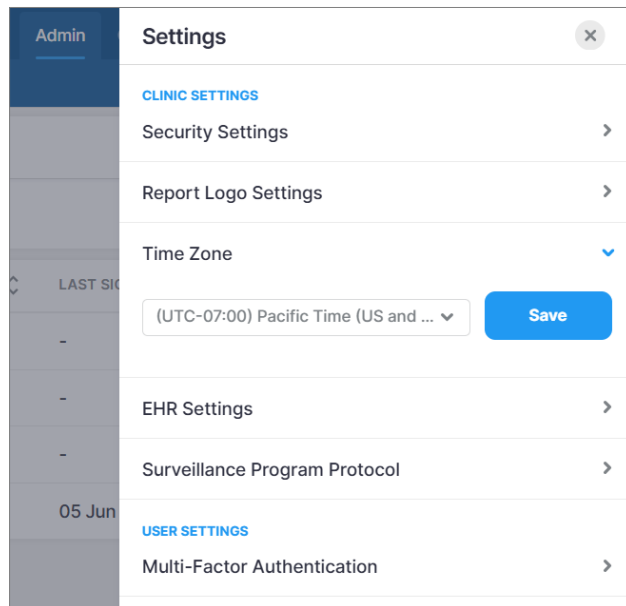 Admin
Settings
CLINIC SETTINGS
Security Settings
Report Logo Settings
Time Zone
LAST SIG
(UTC-07:00) Pacific Time (US and ...
Save
-
-
EHR Settings
-
Surveillance Program Protocol
05 Jun
USER SETTINGS
Multi-Factor Authentication